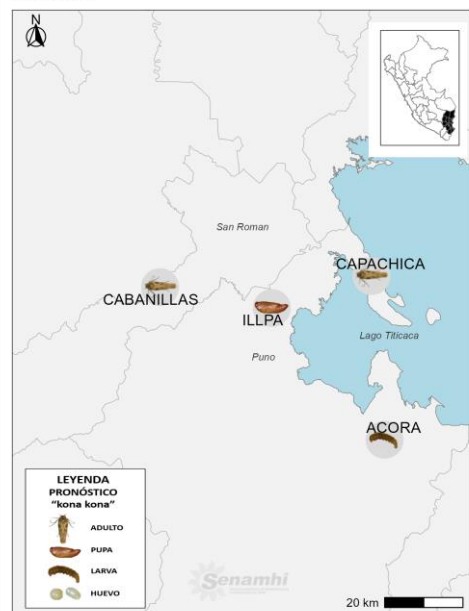 N
San Roman
CAPACHICA
CABANILLAS
ILLPA
Lago Titicaca
Puno
ACORA
LEYENDA
PRONÓSTICO
"kona kona"
ADULTO
PUPA
LARVA
HUEVO
Senamhi
20 km